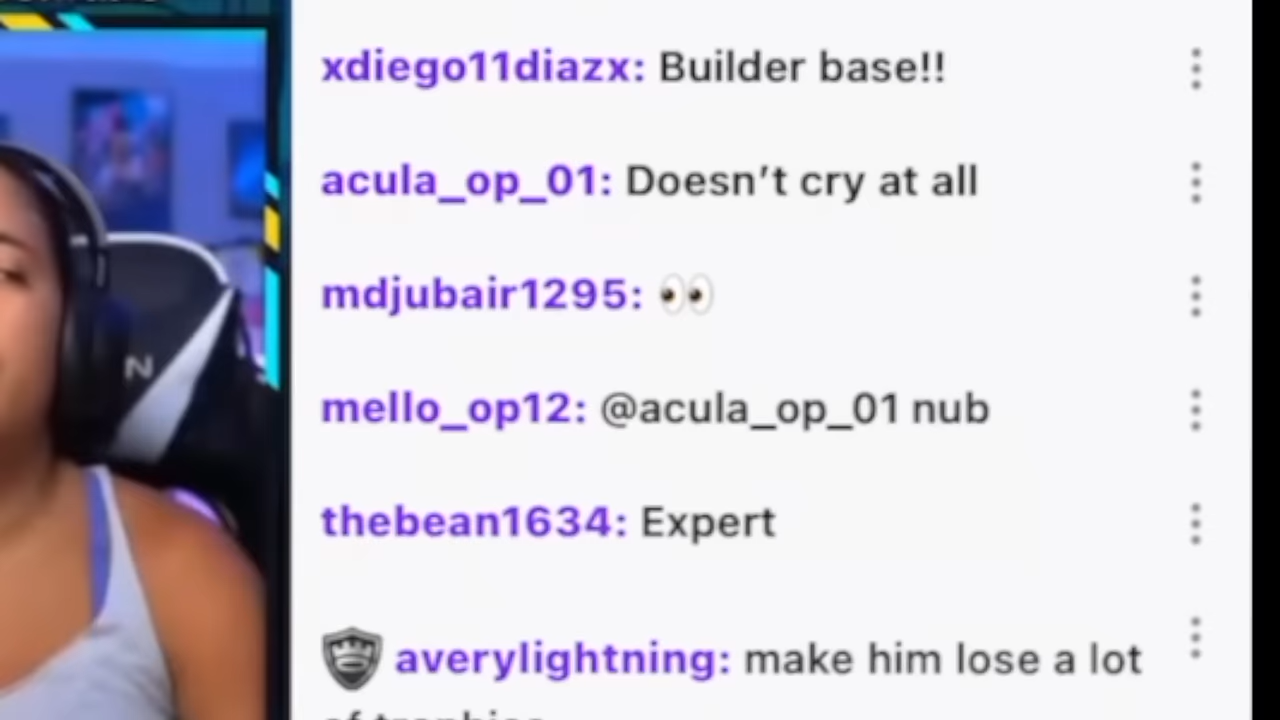 xdiego11diazx: Builder base!!
acula_op_01: Doesn’t cry at all
mdjubair1295: 👀
N
mello_op12: @acula_op_01 nub
thebean1634: Expert
averylightning: make him lose a lot